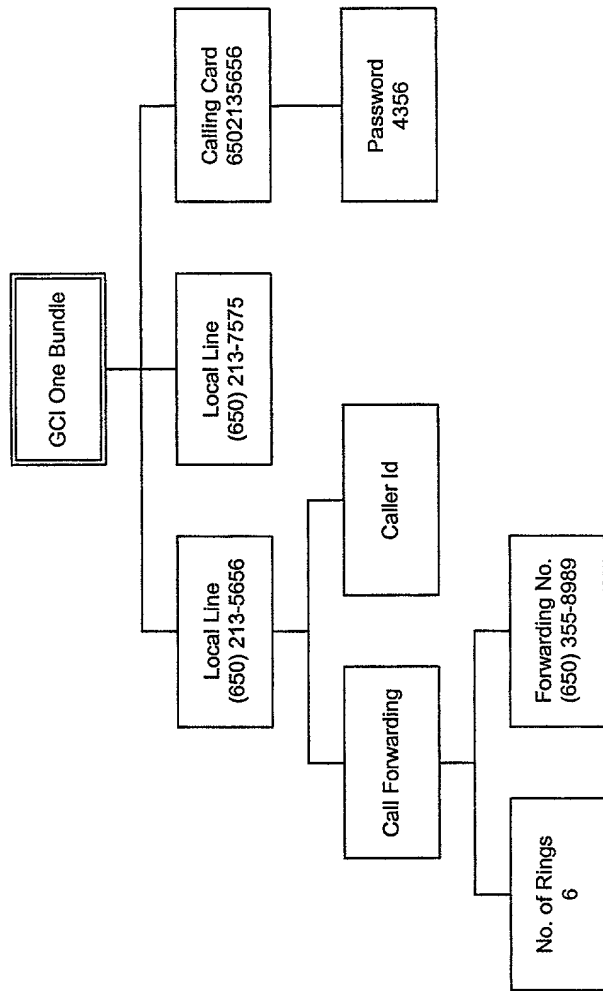 GCI One Bundle
Local Line
(650) 213-5656
Local Line
(650) 213-7575
Calling Card
6502135656
Call Forwarding
Caller Id
Password
4356
No. of Rings
6
Forwarding No.
(650) 355-8989